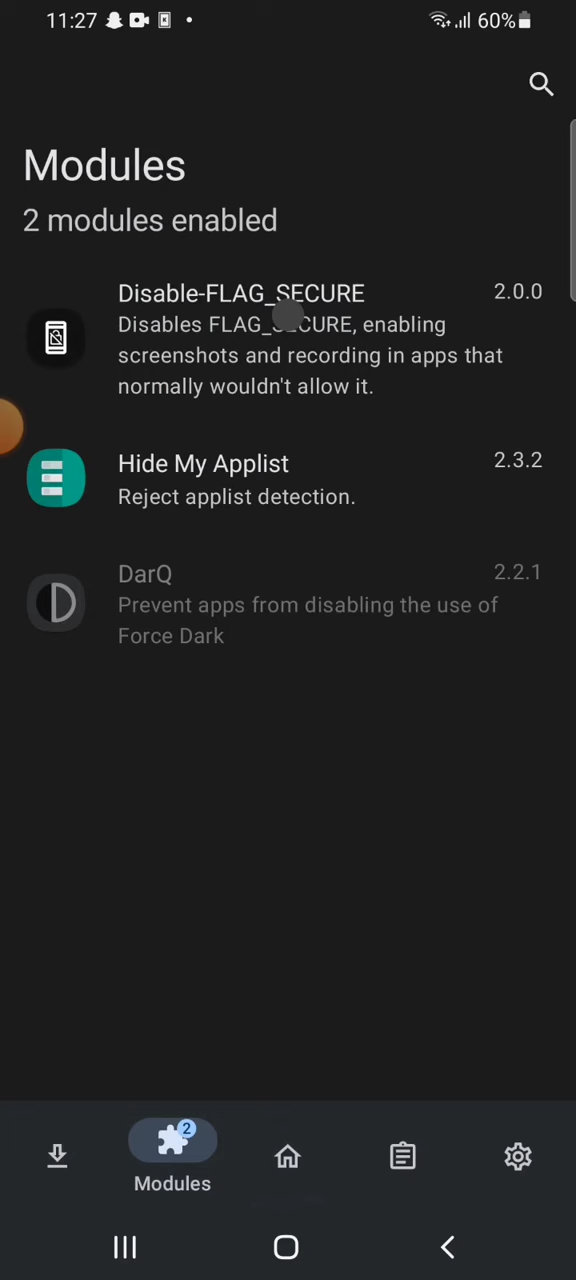 11:27
60%
Modules
2 modules enabled
Disable-FLAG_SECURE
2.0.0
Disables FLAG_SECURE, enabling
screenshots and recording in apps that
normally wouldn't allow it.
Hide My Applist
2.3.2
Reject applist detection.
DarQ
2.2.1
Prevent apps from disabling the use of
Force Dark
2
Modules